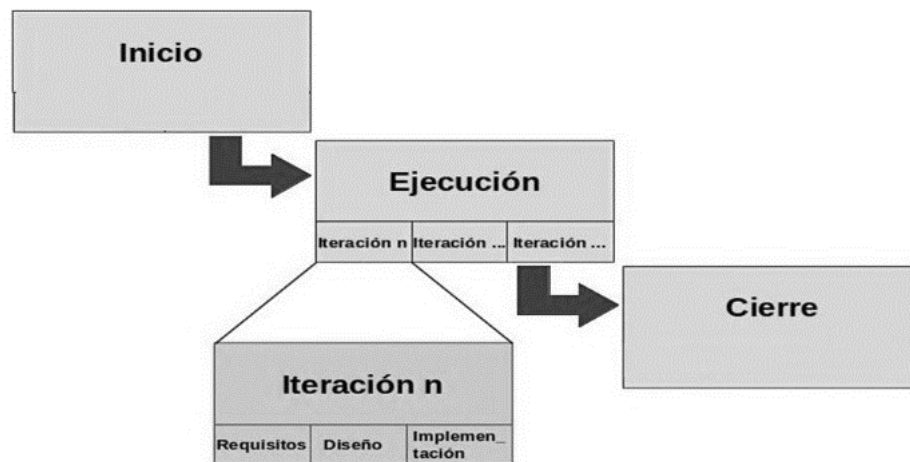 Inicio
Ejecución
Iteración n
Iteración ...
Iteración ...
Cierre
Iteración n
Requisitos
Diseño
Implemen_
tación